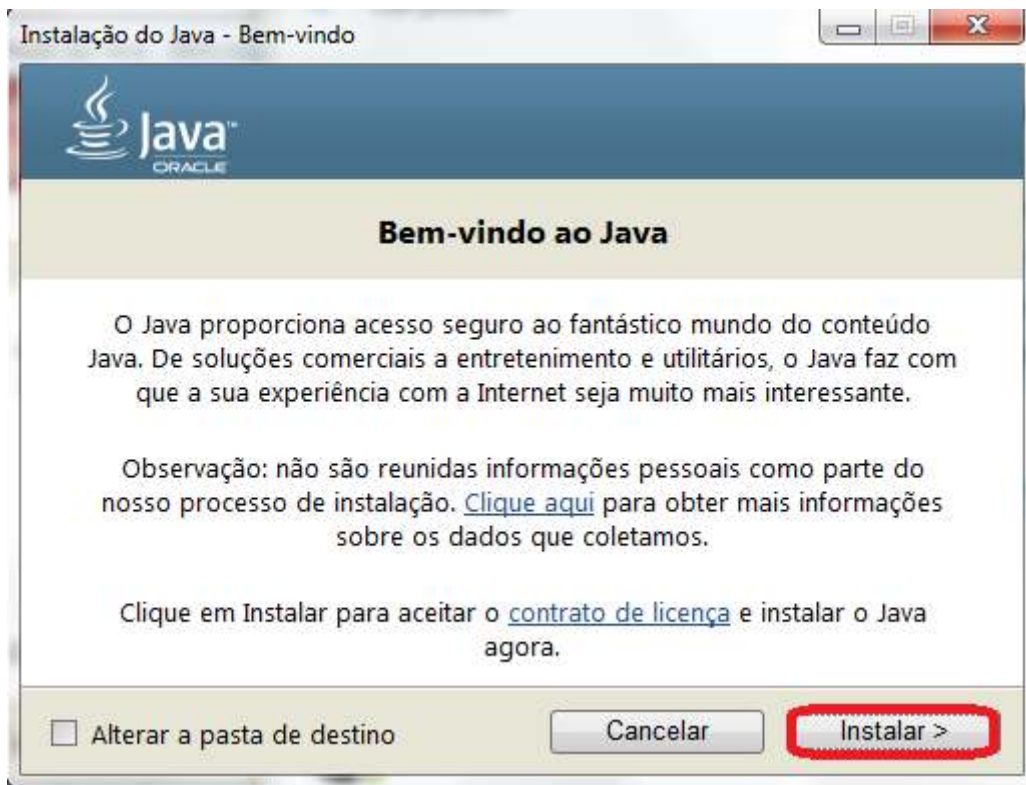 Instalação do Java - Bem-vindo
Java™
ORACLE
Bem-vindo ao Java
O Java proporciona acesso seguro ao fantástico mundo do conteúdo
Java. De soluções comerciais a entretenimento e utilitários, o Java faz com
que a sua experiência com a Internet seja muito mais interessante.
Observação: não são reunidas informações pessoais como parte do
nosso processo de instalação. Clique aqui para obter mais informações
sobre os dados que coletamos.
Clique em Instalar para aceitar o contrato de licença e instalar o Java
agora.
Alterar a pasta de destino
Cancelar
Instalar >